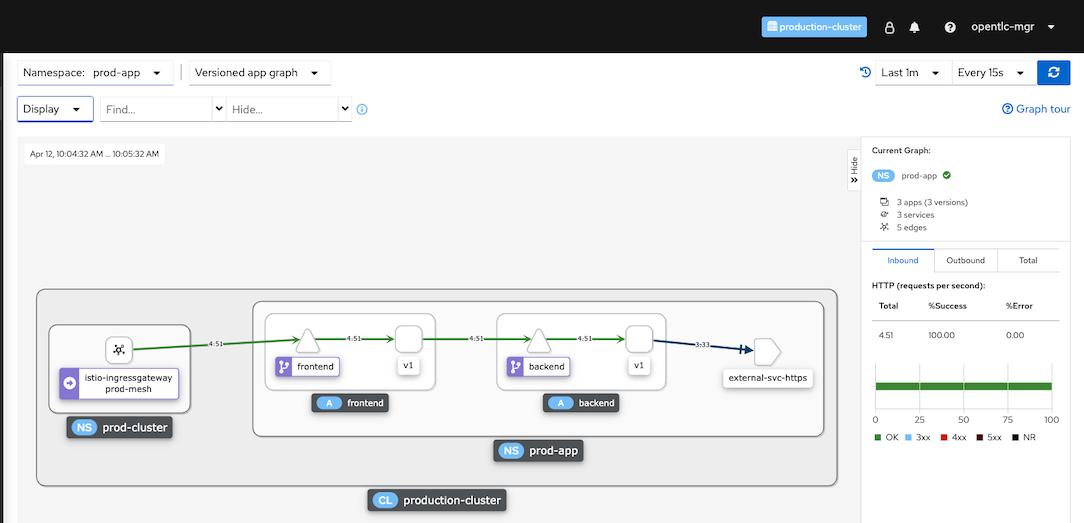 production-cluster
opentlc-mgr
Namespace: prod-app
Versioned app graph
Last 1m
Every 15s
Display
Find...
Hide...
Graph tour
Apr 12, 10:04:32 AM ... 10:05:32 AM
Hide
Current Graph:
NS prod-app
3 apps (3 versions)
3 services
5 edges
Inbound
Outbound
Total
HTTP (requests per second):
Total %Success %Error
4.51 100.00 0.00
0 25 50 75 100
OK 3xx 4xx 5xx NR
4.51
4.51
4.51
4.51
3.33
istio-ingressgateway
prod-mesh
NS prod-cluster
frontend
v1
A frontend
backend
v1
A backend
external-svc-https
NS prod-app
CL production-cluster